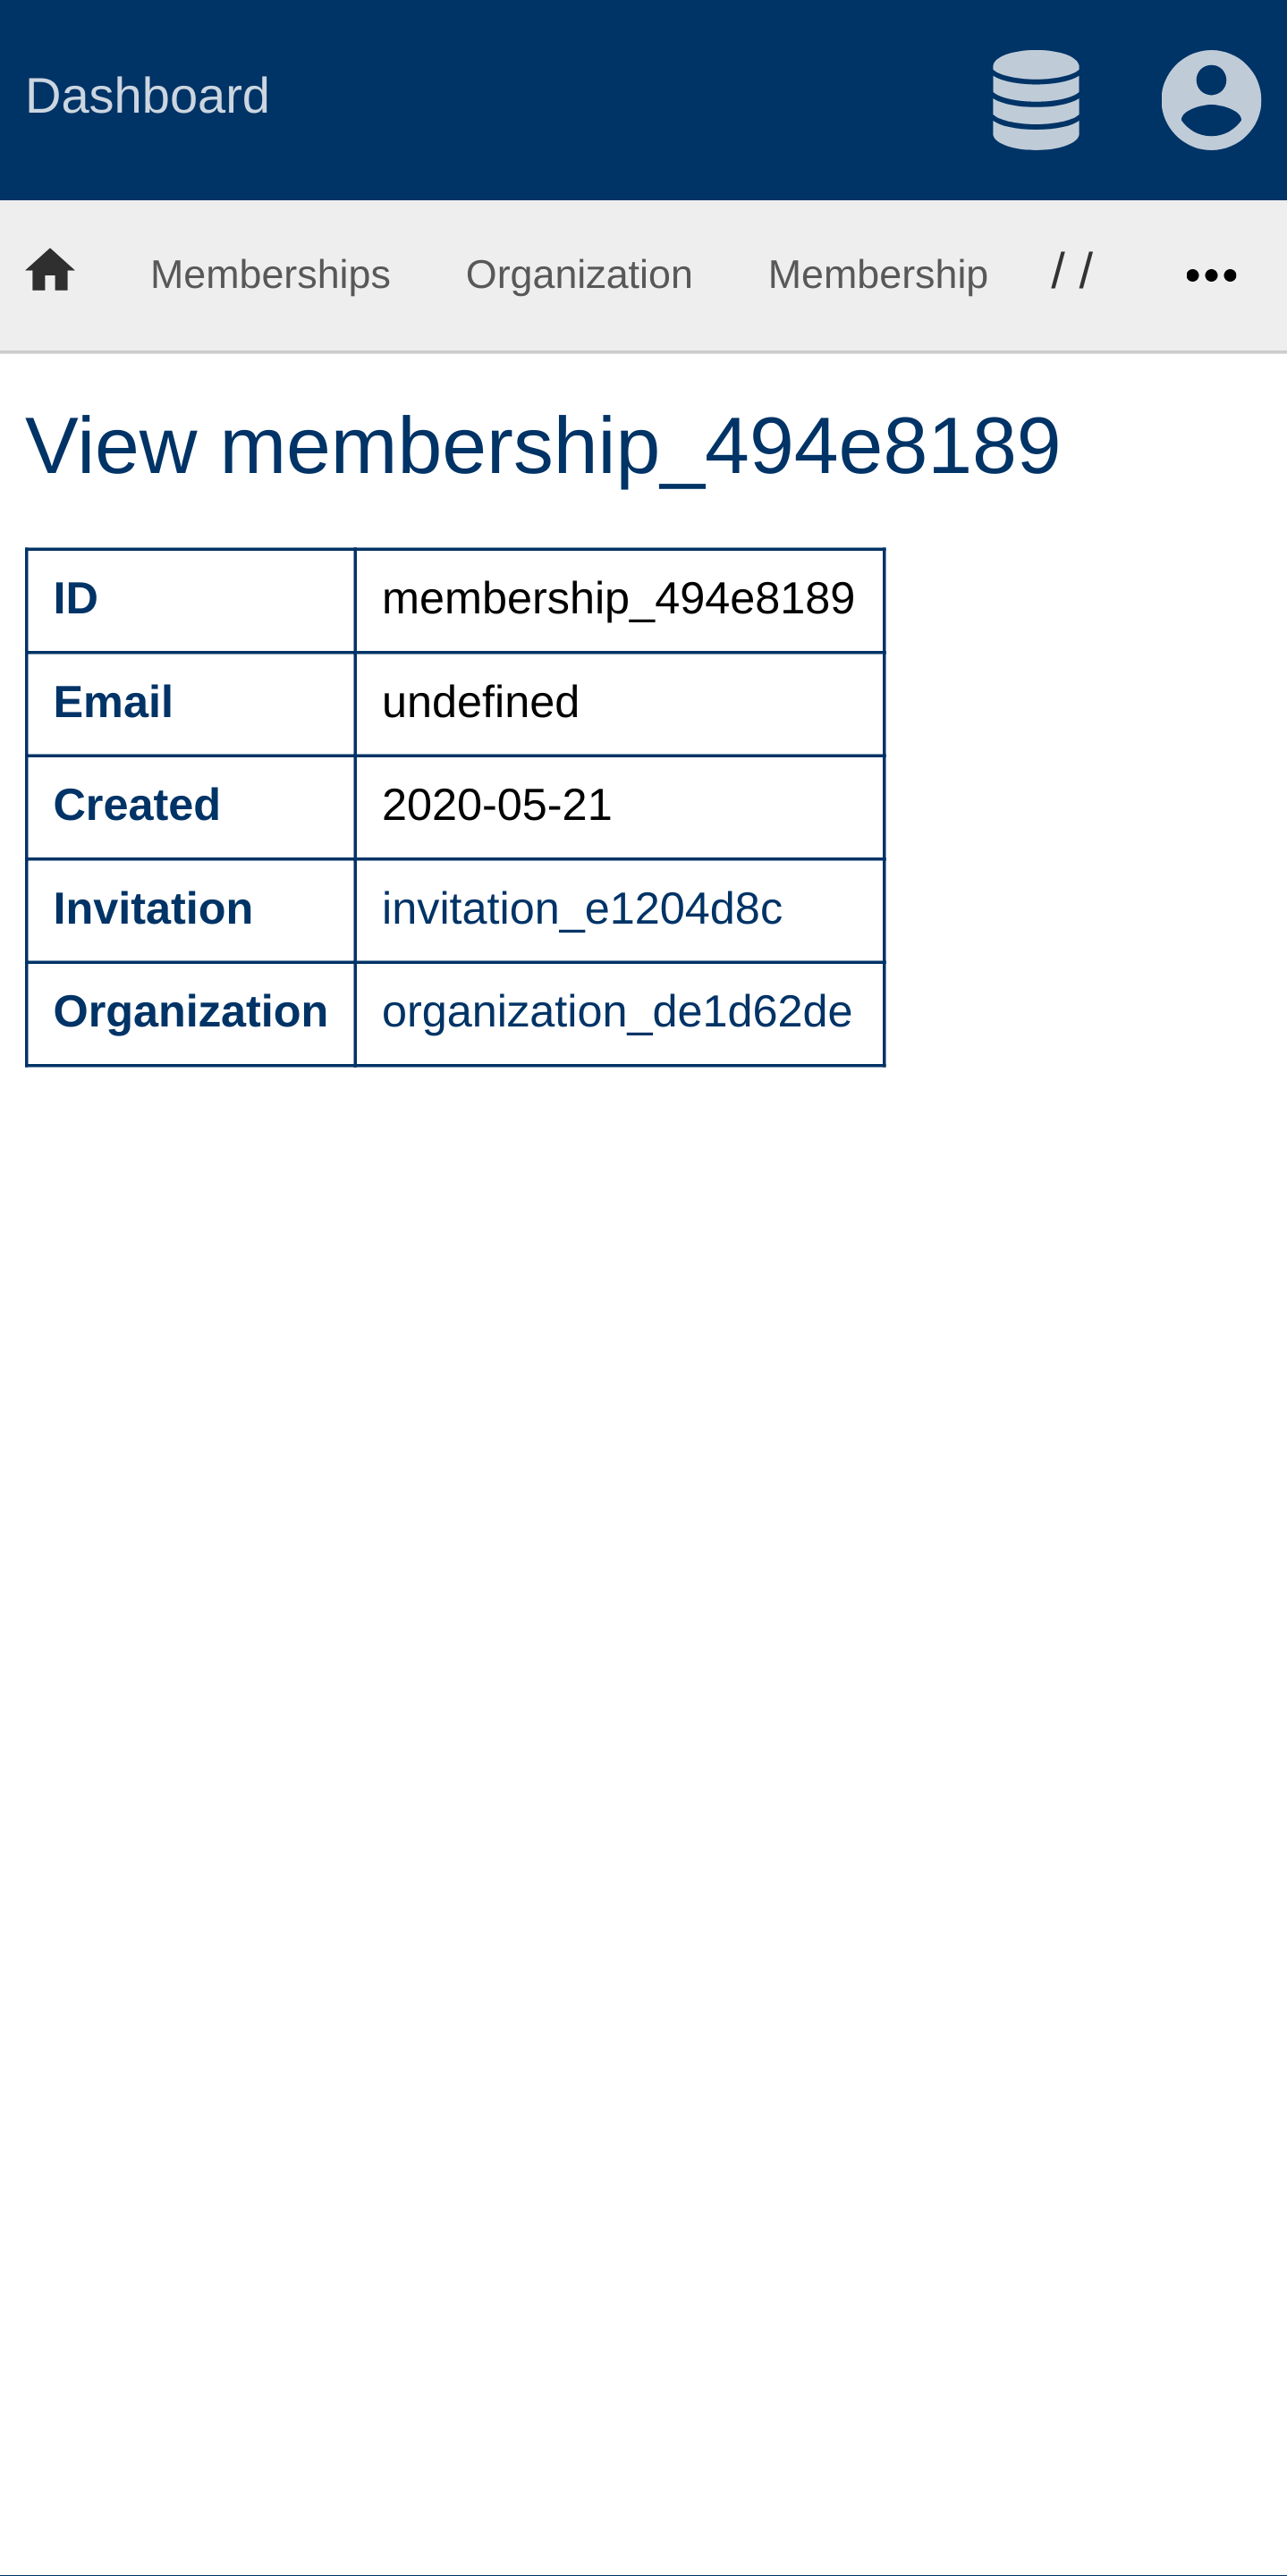 Dashboard
Memberships Organization Membership / / •••
View membership_494e8189
ID membership_494e8189
Email undefined
Created 2020-05-21
Invitation invitation_e1204d8c
Organization organization_de1d62de